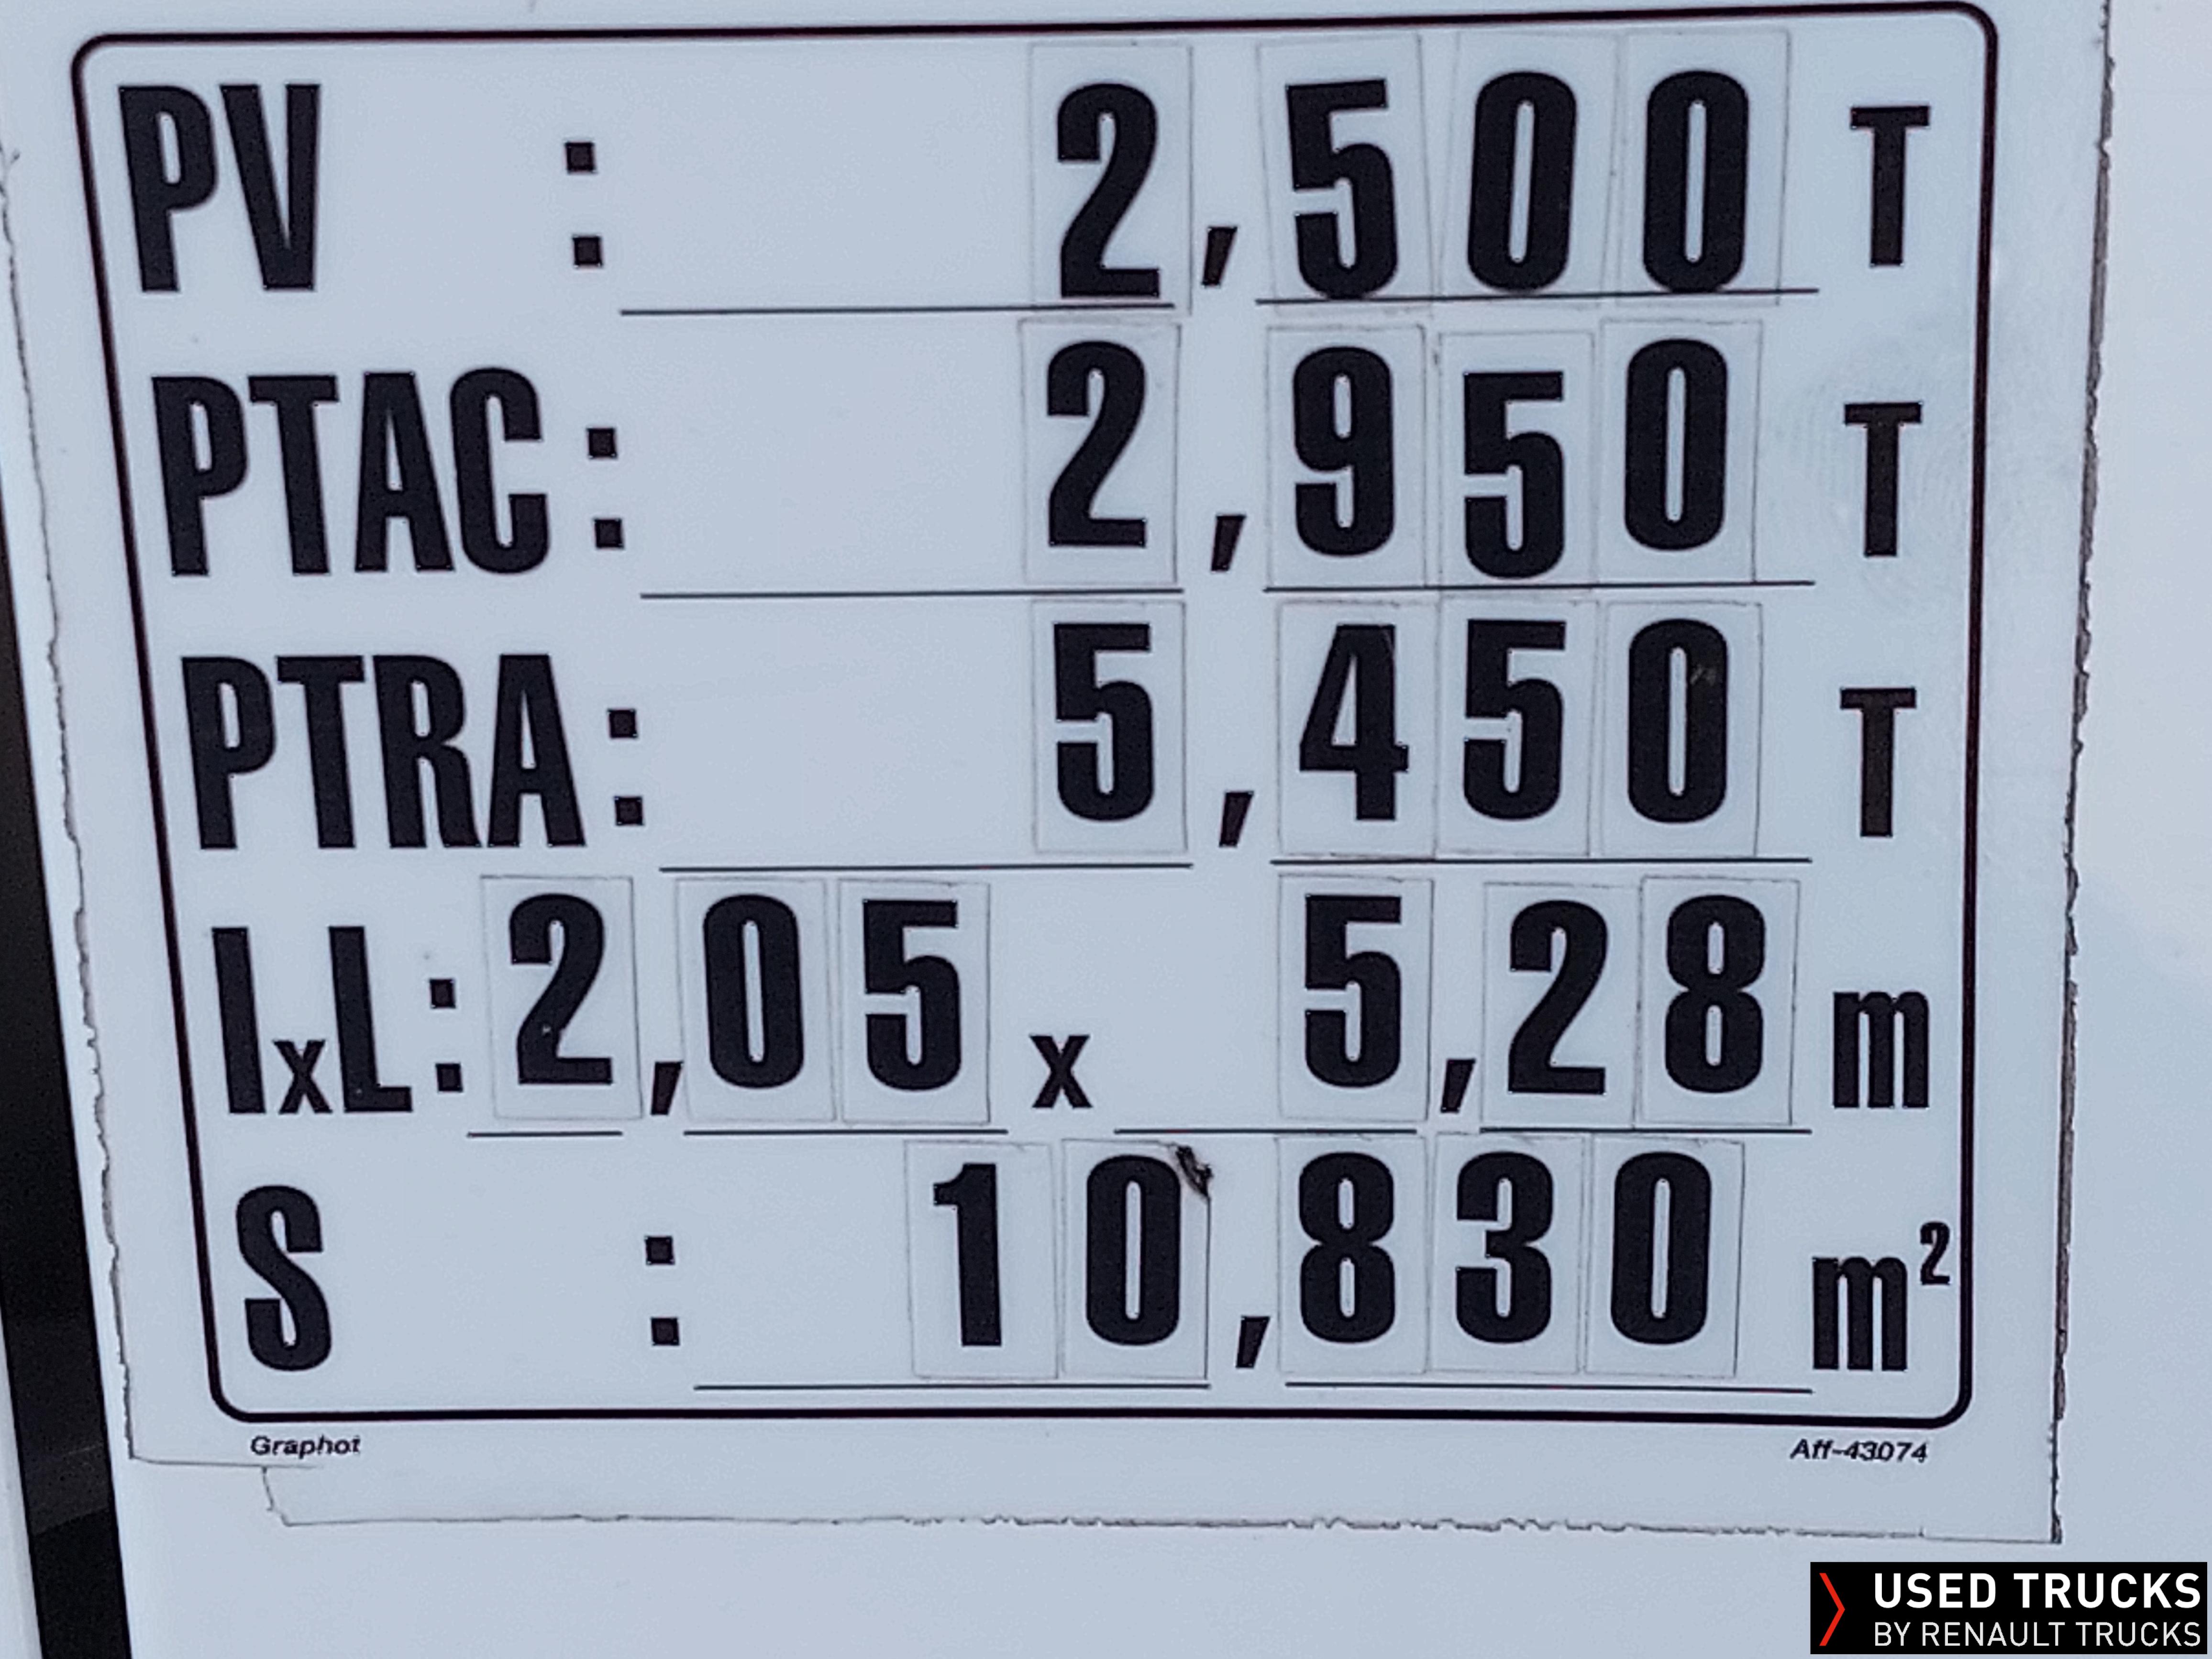 PV : 2,500 T
PTAC : 2,950 T
PTRA : 5,450 T
lxL : 2,05 x 5,28 m
S : 10,830 m²
Graphot Aff-43074
USED TRUCKS
BY RENAULT TRUCKS